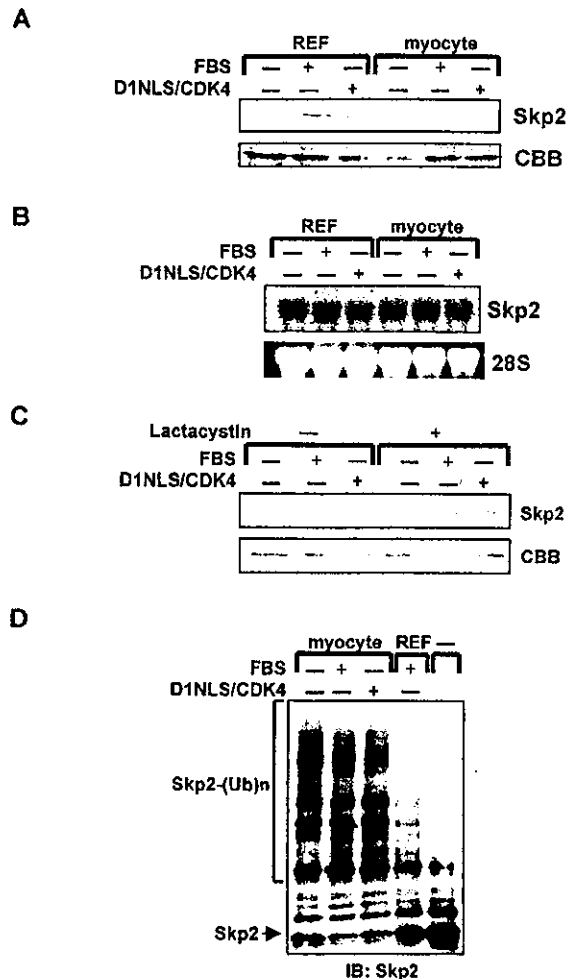 A
REF myocyte
FBS — + — — + —
D1NLS/CDK4 — — + — — +
Skp2
CBB
B
REF myocyte
FBS — + — — + —
D1NLS/CDK4 — — + — — +
Skp2
28S
C
Lactacystin — +
FBS — + — — + —
D1NLS/CDK4 — — + — — +
Skp2
CBB
D
myocyte REF —
FBS — + — +
D1NLS/CDK4 — — + —
Skp2-(Ub)n
Skp2
IB: Skp2